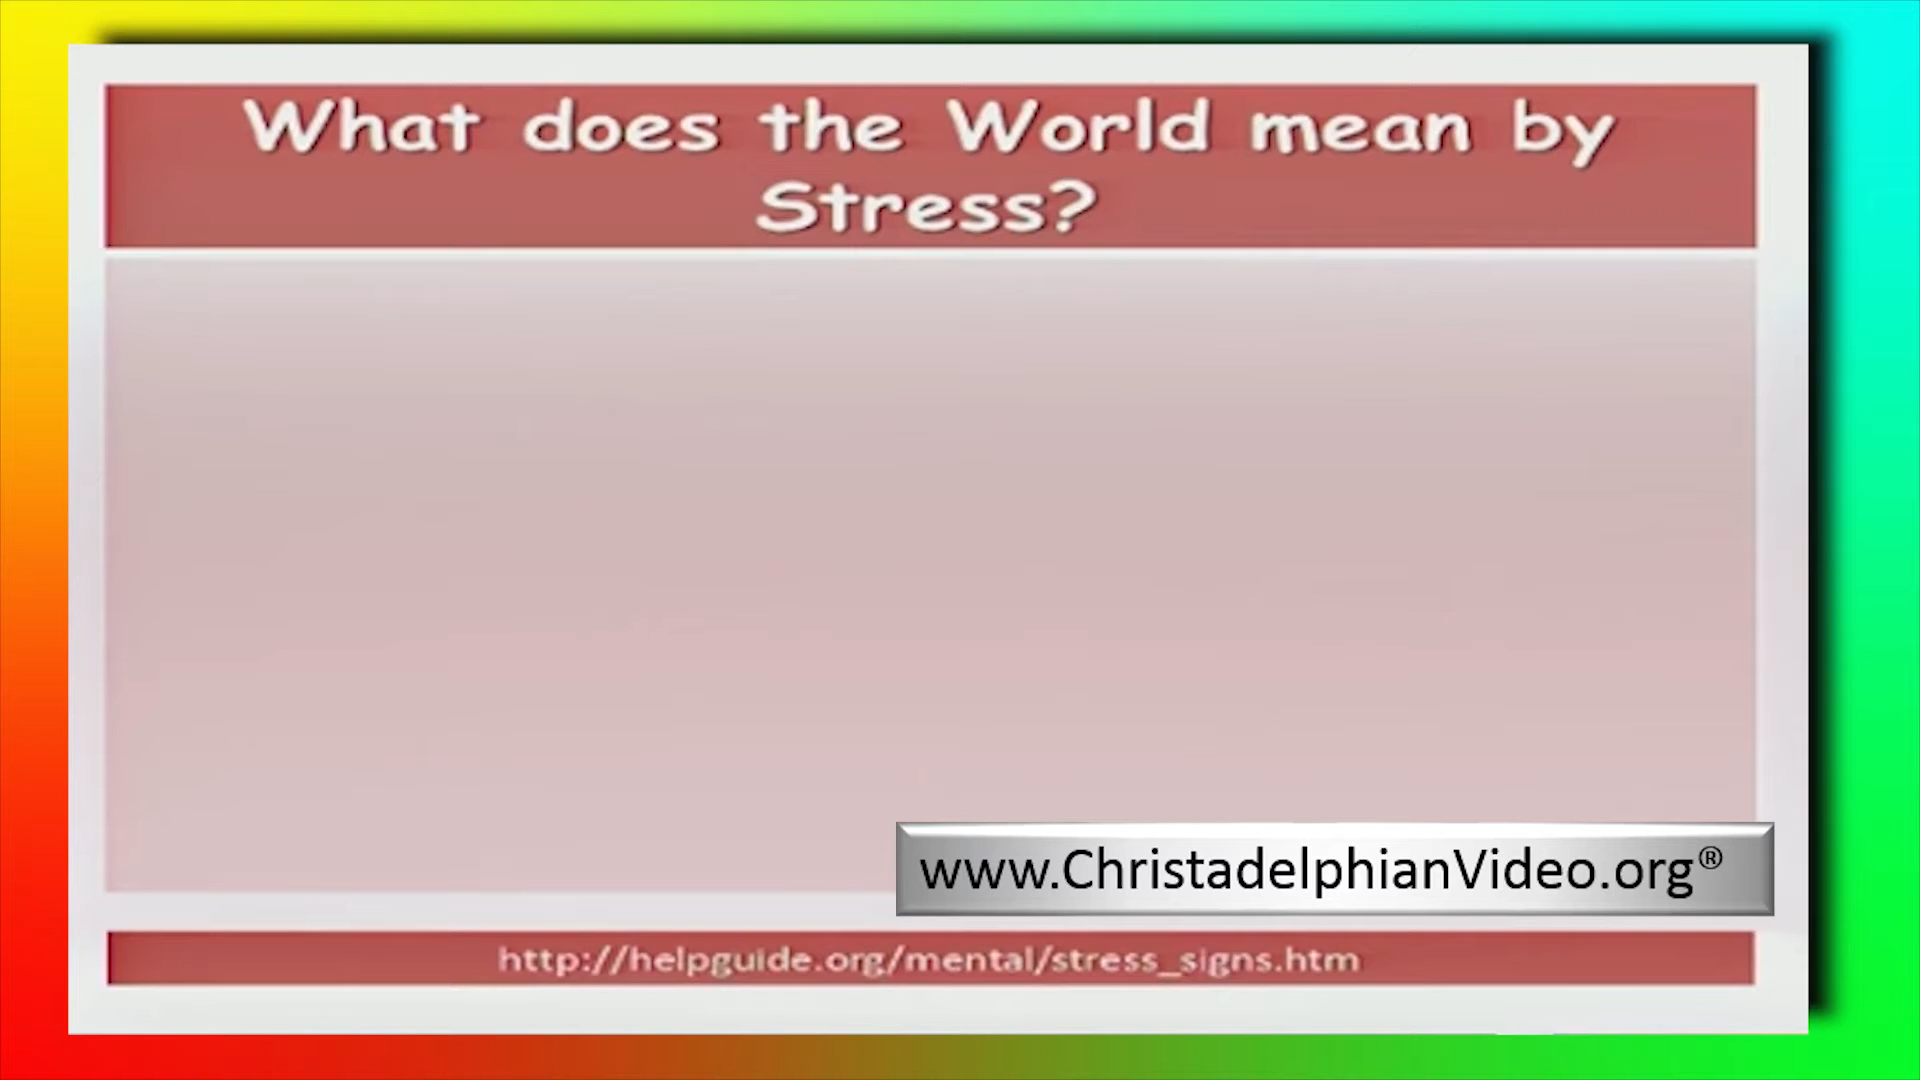 What does the World mean by
Stress?
www.ChristadelphianVideo.org®
http://helpguide.org/mental/stress_signs.htm